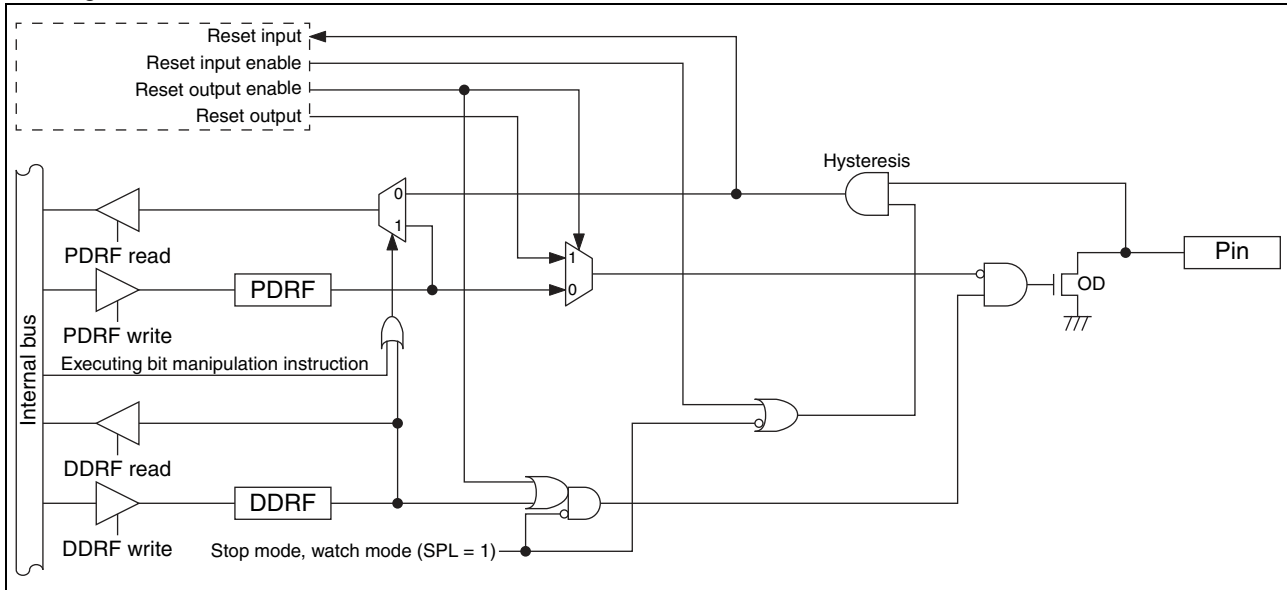 Reset input
Reset input enable
Reset output enable
Reset output
Hysteresis
0
1
PDRF read
1
0
Pin
OD
PDRF
PDRF write
Executing bit manipulation instruction
Internal bus
DDRF read
DDRF
DDRF write
Stop mode, watch mode (SPL = 1)